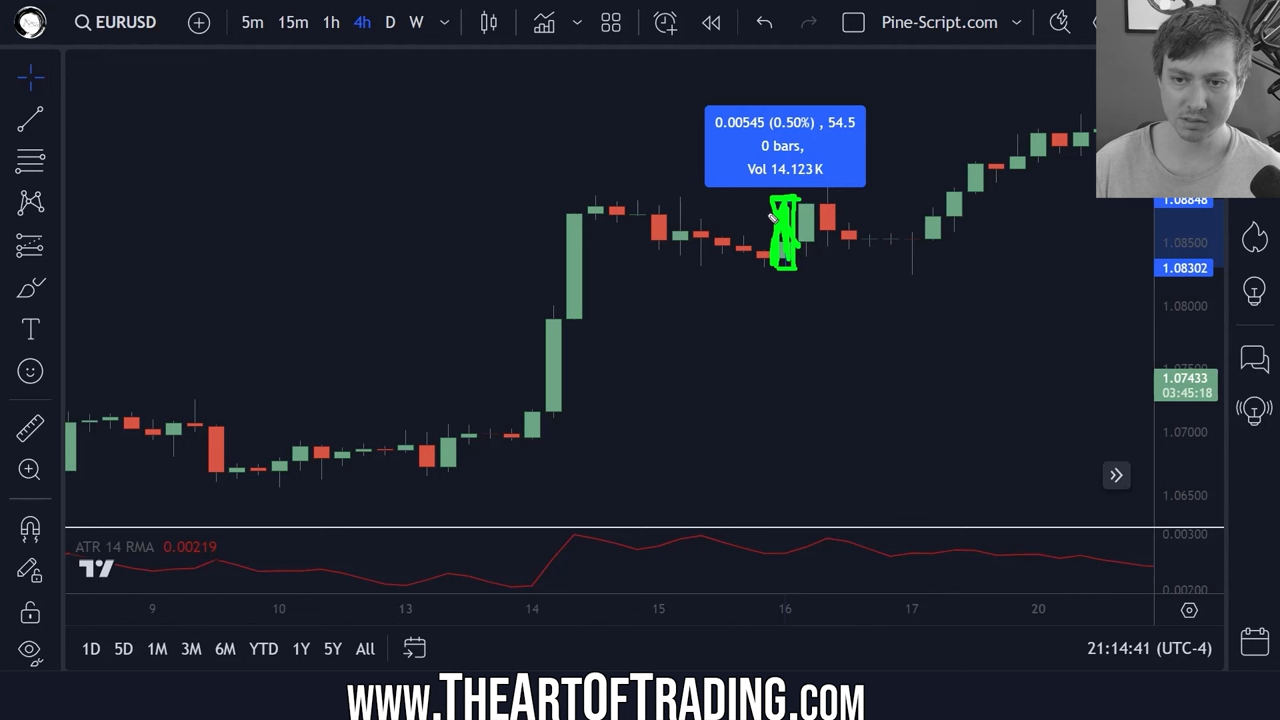 EURUSD 5m 15m 1h 4h D W Pine-Script.com
0.00545 (0.50%) , 54.5
0 bars,
Vol 14.123K
1.08848
1.08500
1.08302
1.08000
1.07433
03:45:18
1.07000
1.06500
ATR 14 RMA 0.00219
0.00300
0.00200
9 10 13 14 15 16 17 20
1D 5D 1M 3M 6M YTD 1Y 5Y All 21:14:41 (UTC-4)
www.TheArtOfTrading.com